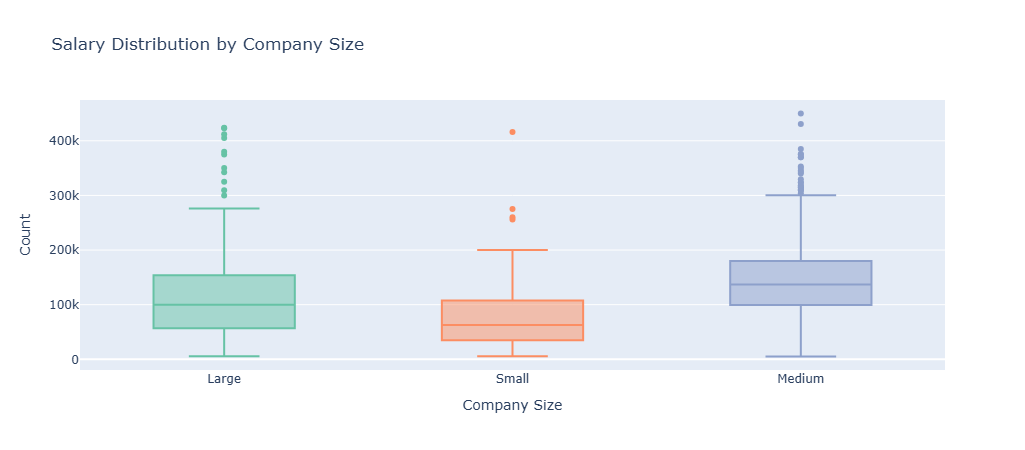 Salary Distribution by Company Size
400k
300k
200k
100k
0
Count
Large
Small
Medium
Company Size